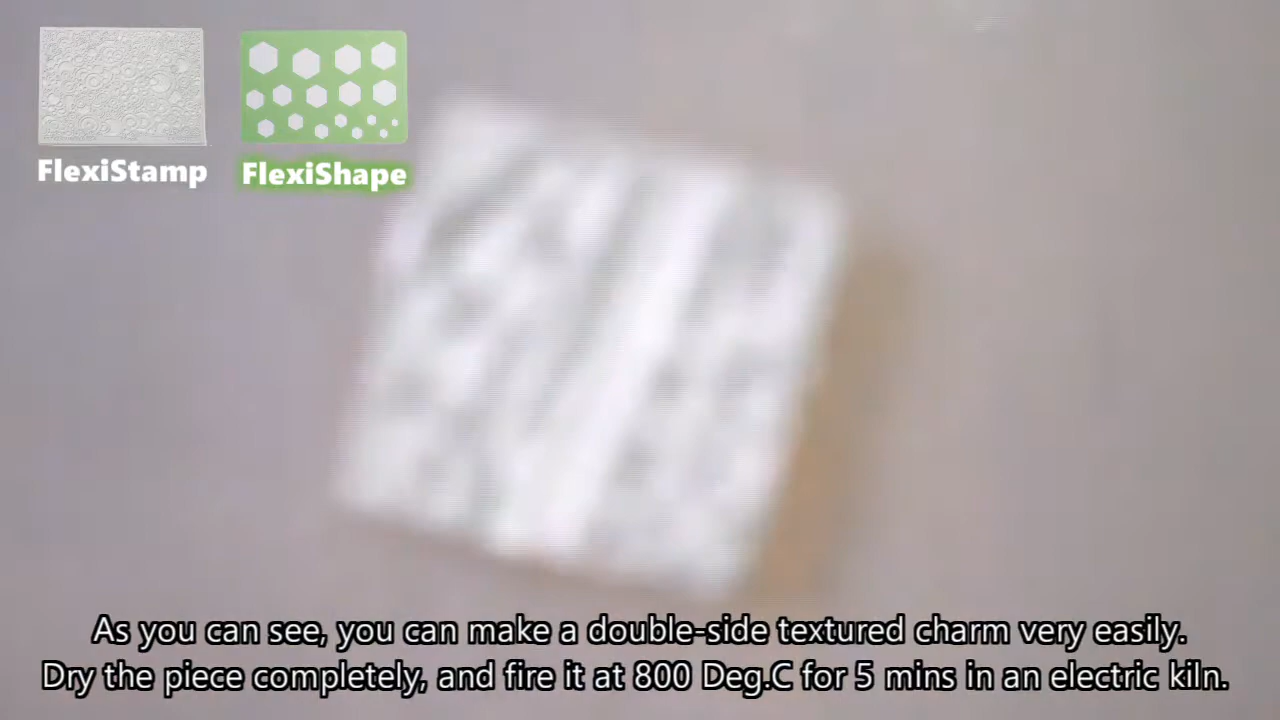 FlexiStamp
FlexiShape
As you can see, you can make a double-side textured charm very easily.
Dry the piece completely, and fire it at 800 Deg.C for 5 mins in an electric kiln.